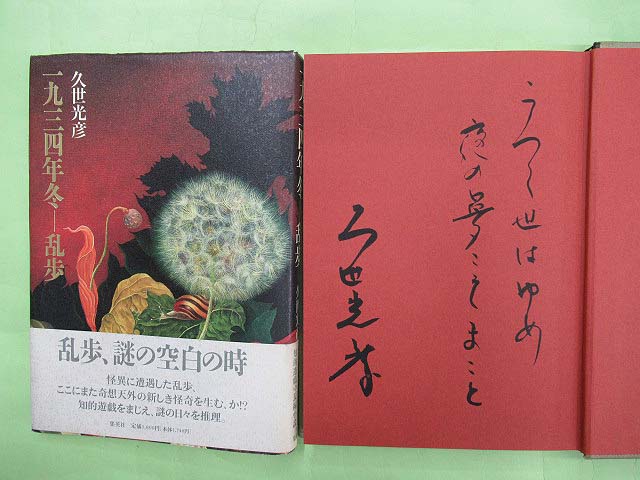 久世光彦
一九三四年冬―乱歩
乱歩、謎の空白の時
怪異に遭遇した乱歩、
ここにまた奇想天外の新しき怪奇を生む、か!?
知的遊戯をまじえ、謎の日々を推理。
うつし世はゆめ
夜の夢こそまこと
久世光彦